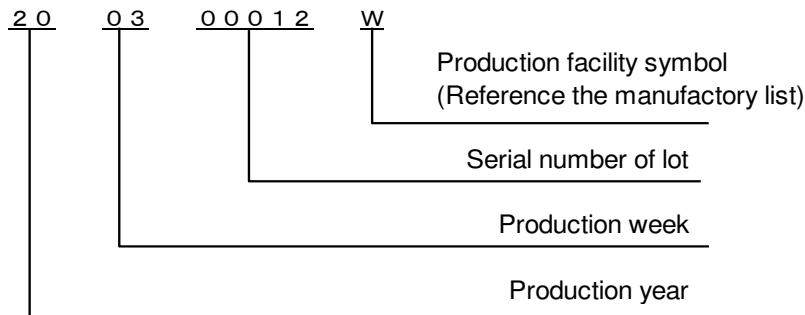 20 03 00012 W
Production facility symbol
(Reference the manufactory list)
Serial number of lot
Production week
Production year